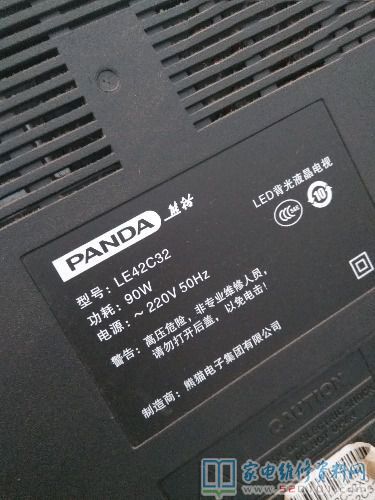 PANDA 熊猫
LED背光液晶电视
型号: LE42C32
功耗: 90W
电源: ~ 220V 50Hz
警告: 高压危险, 非专业维修人员,
请勿打开后盖, 以免电击!
制造商: 熊猫电子集团有限公司
10
CAUTION
家电维修资料网